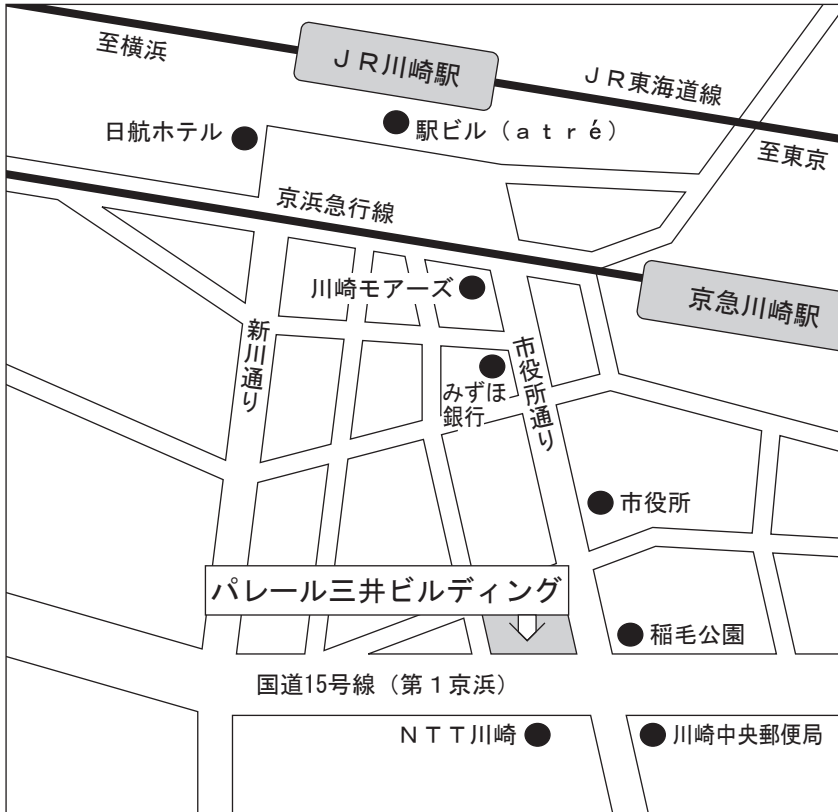 至横浜
ＪＲ川崎駅
ＪＲ東海道線
日航ホテル
駅ビル（ａｔｒé）
至東京
京浜急行線
川崎モアーズ
京急川崎駅
新川通り
市役所通り
みずほ
銀行
市役所
パレール三井ビルディング
稲毛公園
国道15号線（第１京浜）
ＮＴＴ川崎
川崎中央郵便局